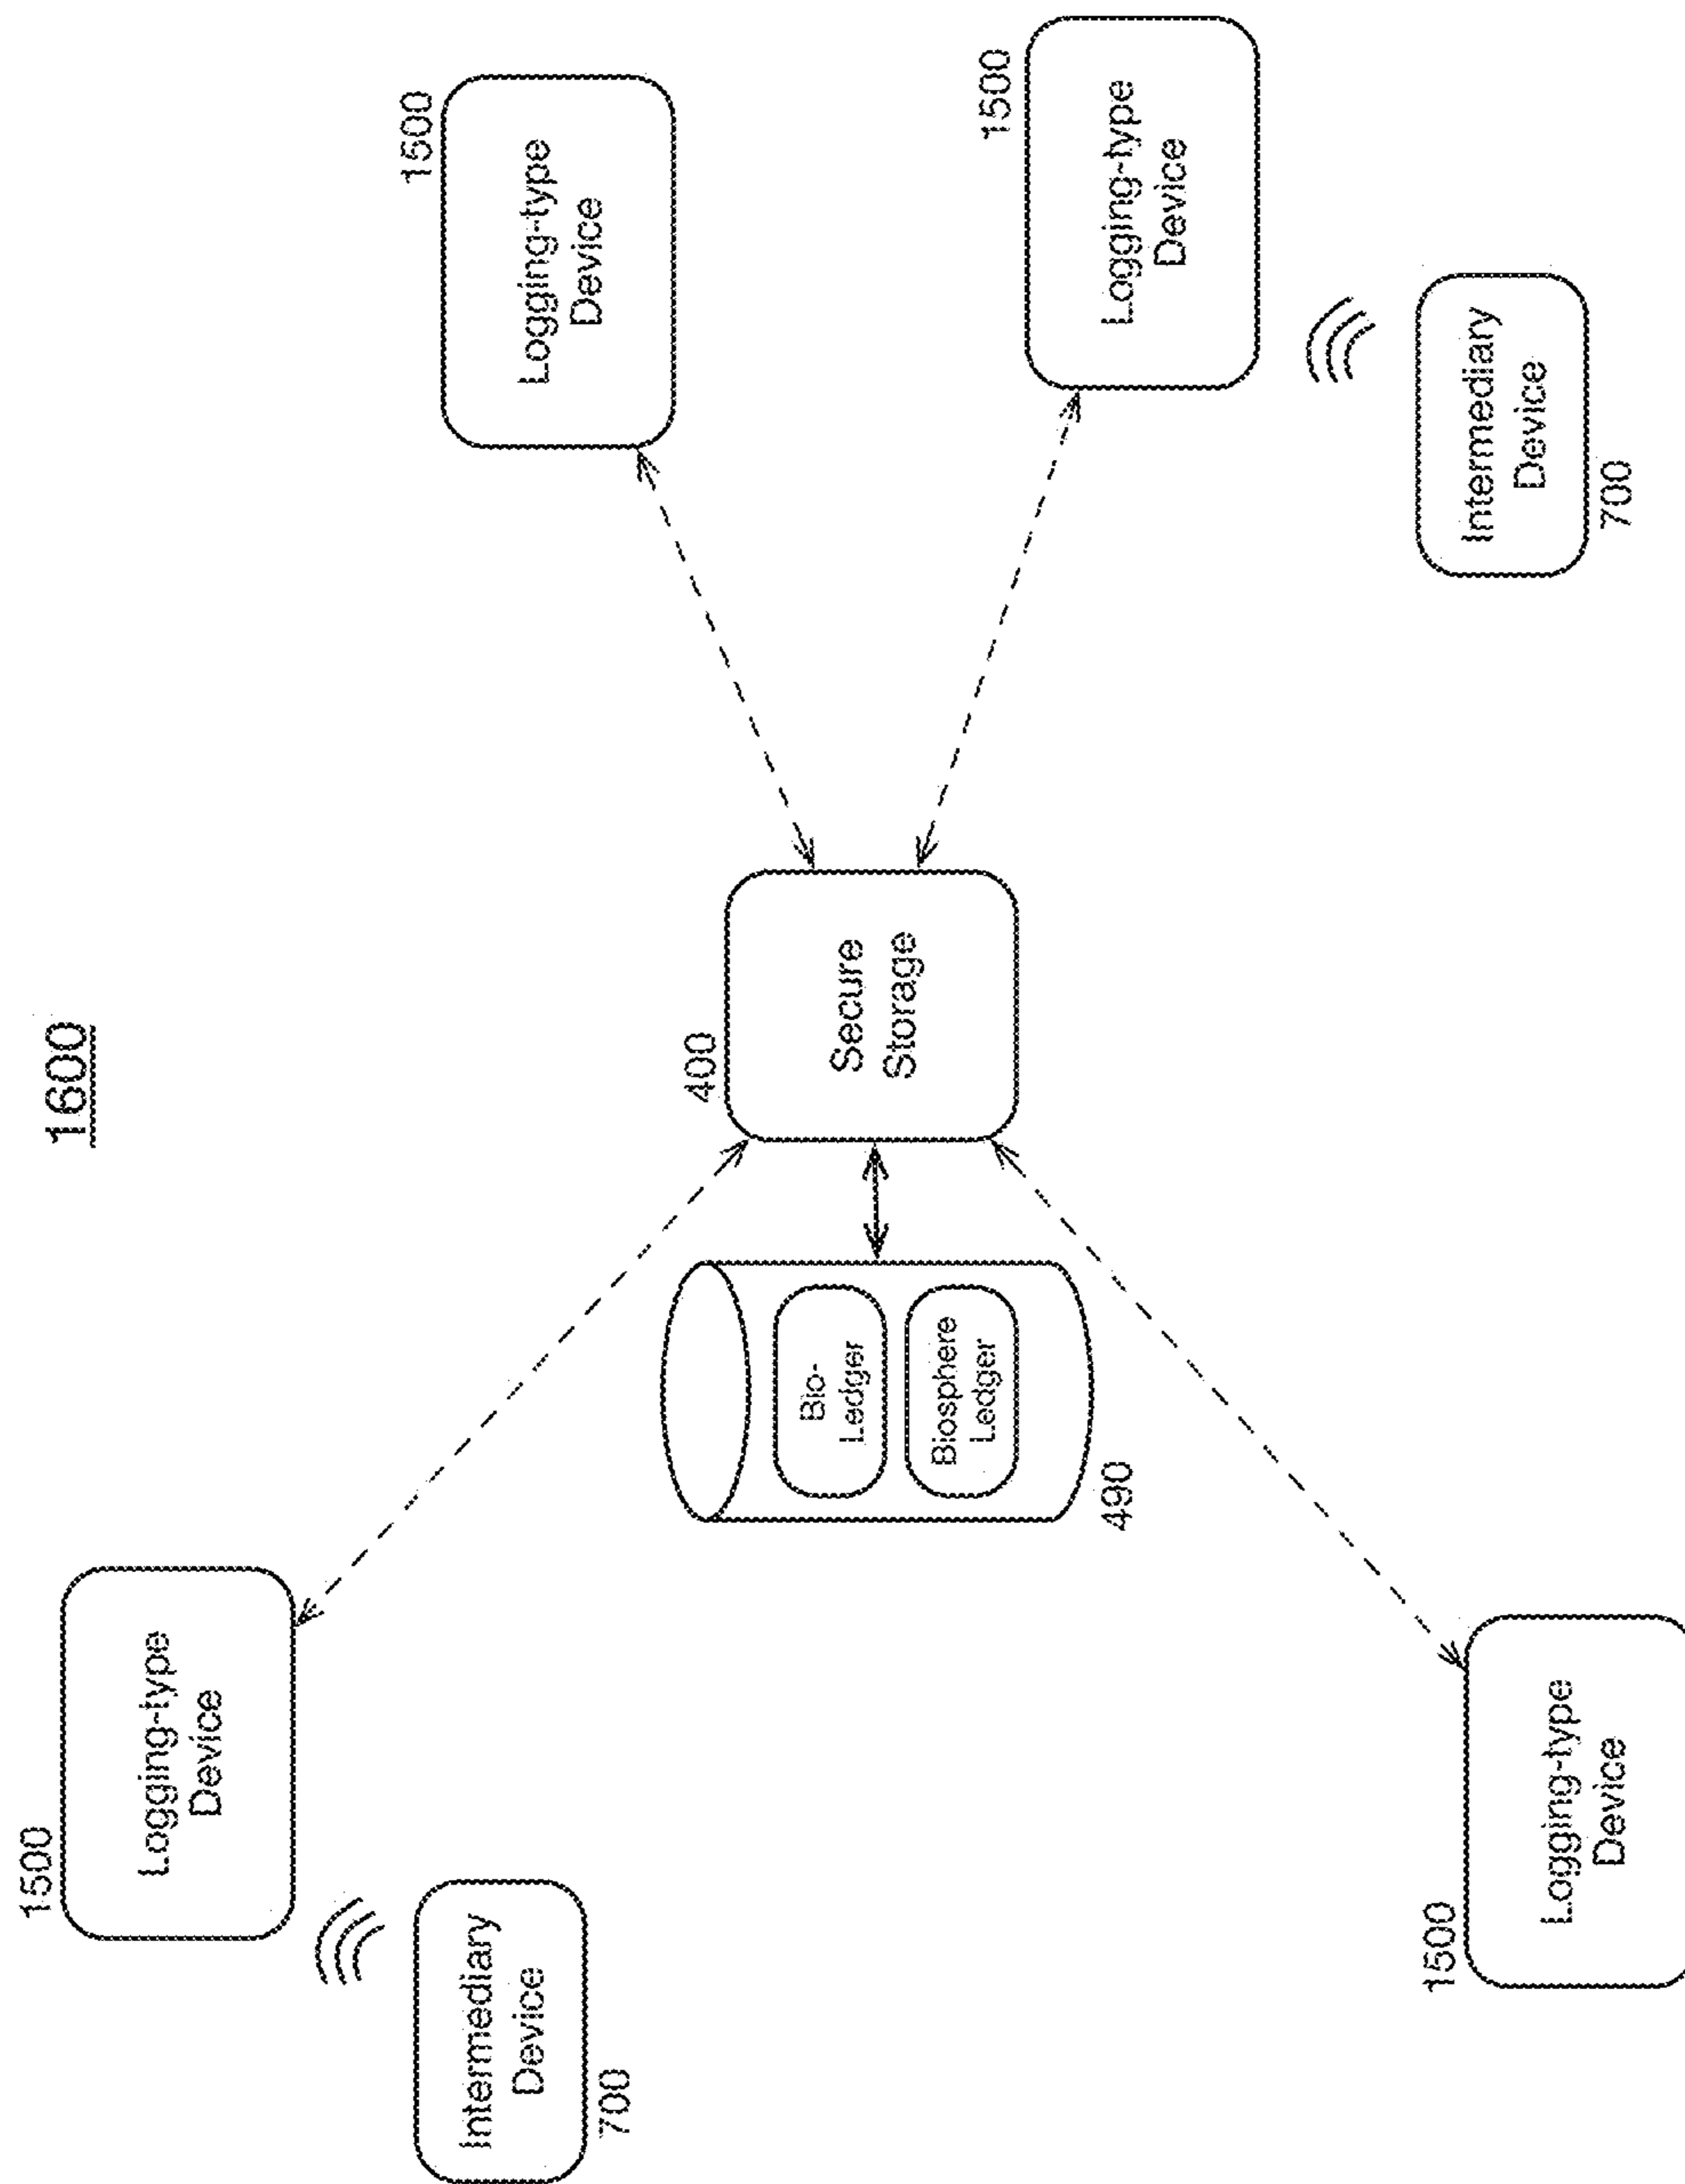 1600
1500
Logging-type
Device
Intermediary
Device
700
1500
Logging-type
Device
400
Secure
Storage
Bio-
Ledger
Biosphere
Ledger
490
1500
Logging-type
Device
1500
Logging-type
Device
Intermediary
Device
700